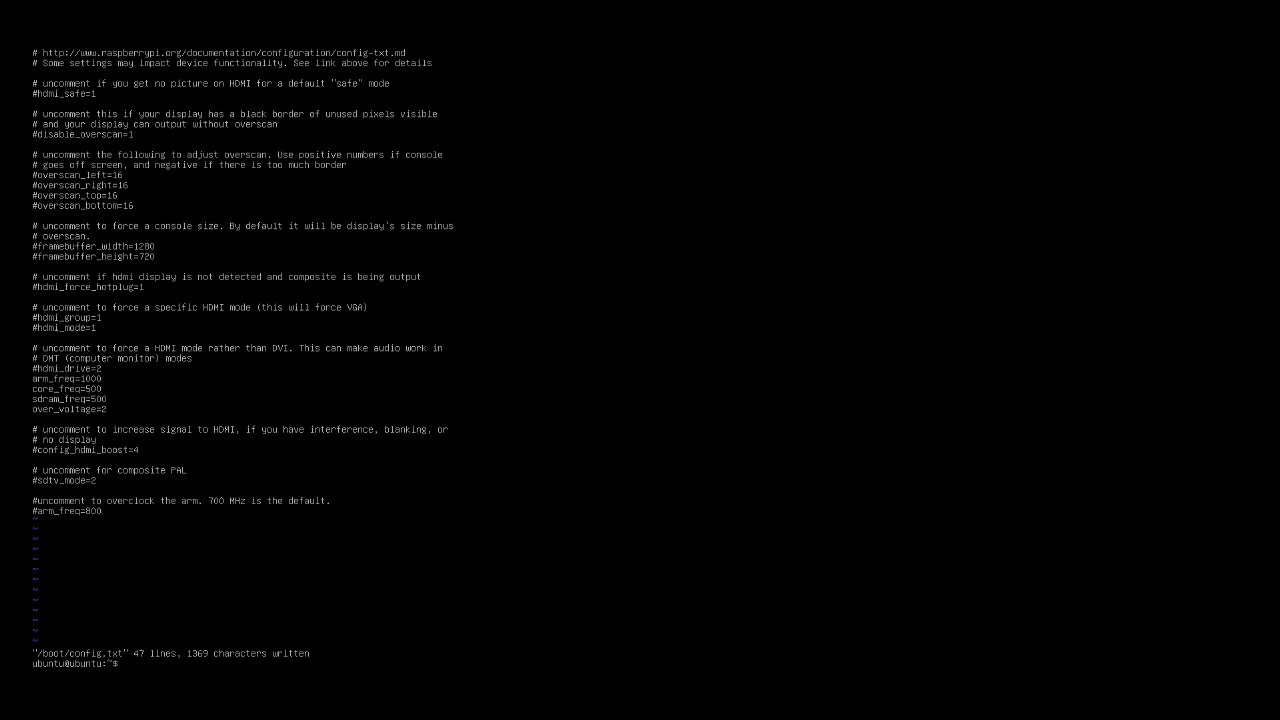 # http://www.raspberrypi.org/documentation/configuration/config-txt.md
# Some settings may impact device functionality. See link above for details
# uncomment if you get no picture on HDMI for a default "safe" mode
#hdmi_safe=1
# uncomment this if your display has a black border of unused pixels visible
# and your display can output without overscan
#disable_overscan=1
# uncomment the following to adjust overscan. Use positive numbers if console
# goes off screen, and negative if there is too much border
#overscan_left=16
#overscan_right=16
#overscan_top=16
#overscan_bottom=16
# uncomment to force a console size. By default it will be display's size minus
# overscan.
#framebuffer_width=1280
#framebuffer_height=720
# uncomment if hdmi display is not detected and composite is being output
#hdmi_force_hotplug=1
# uncomment to force a specific HDMI mode (this will force VGA)
#hdmi_group=1
#hdmi_mode=1
# uncomment to force a HDMI mode rather than DVI. This can make audio work in
# DMT (computer monitor) modes
#hdmi_drive=2
arm_freq=1000
core_freq=500
sdram_freq=500
over_voltage=2
# uncomment to increase signal to HDMI, if you have interference, blanking, or
# no display
#config_hdmi_boost=4
# uncomment for composite PAL
#sdtv_mode=2
#uncomment to overclock the arm. 700 MHz is the default.
#arm_freq=800
~
~
~
~
~
~
~
~
~
~
~
~
~
"/boot/config.txt" 47 lines, 1369 characters written
ubuntu@ubuntu:~$